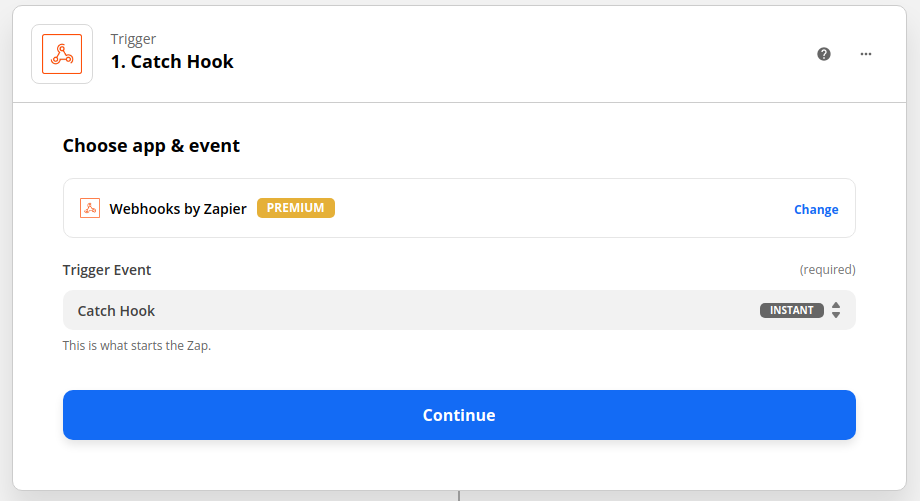 Trigger
1. Catch Hook
Choose app & event
Webhooks by Zapier PREMIUM Change
Trigger Event (required)
Catch Hook INSTANT
This is what starts the Zap.
Continue